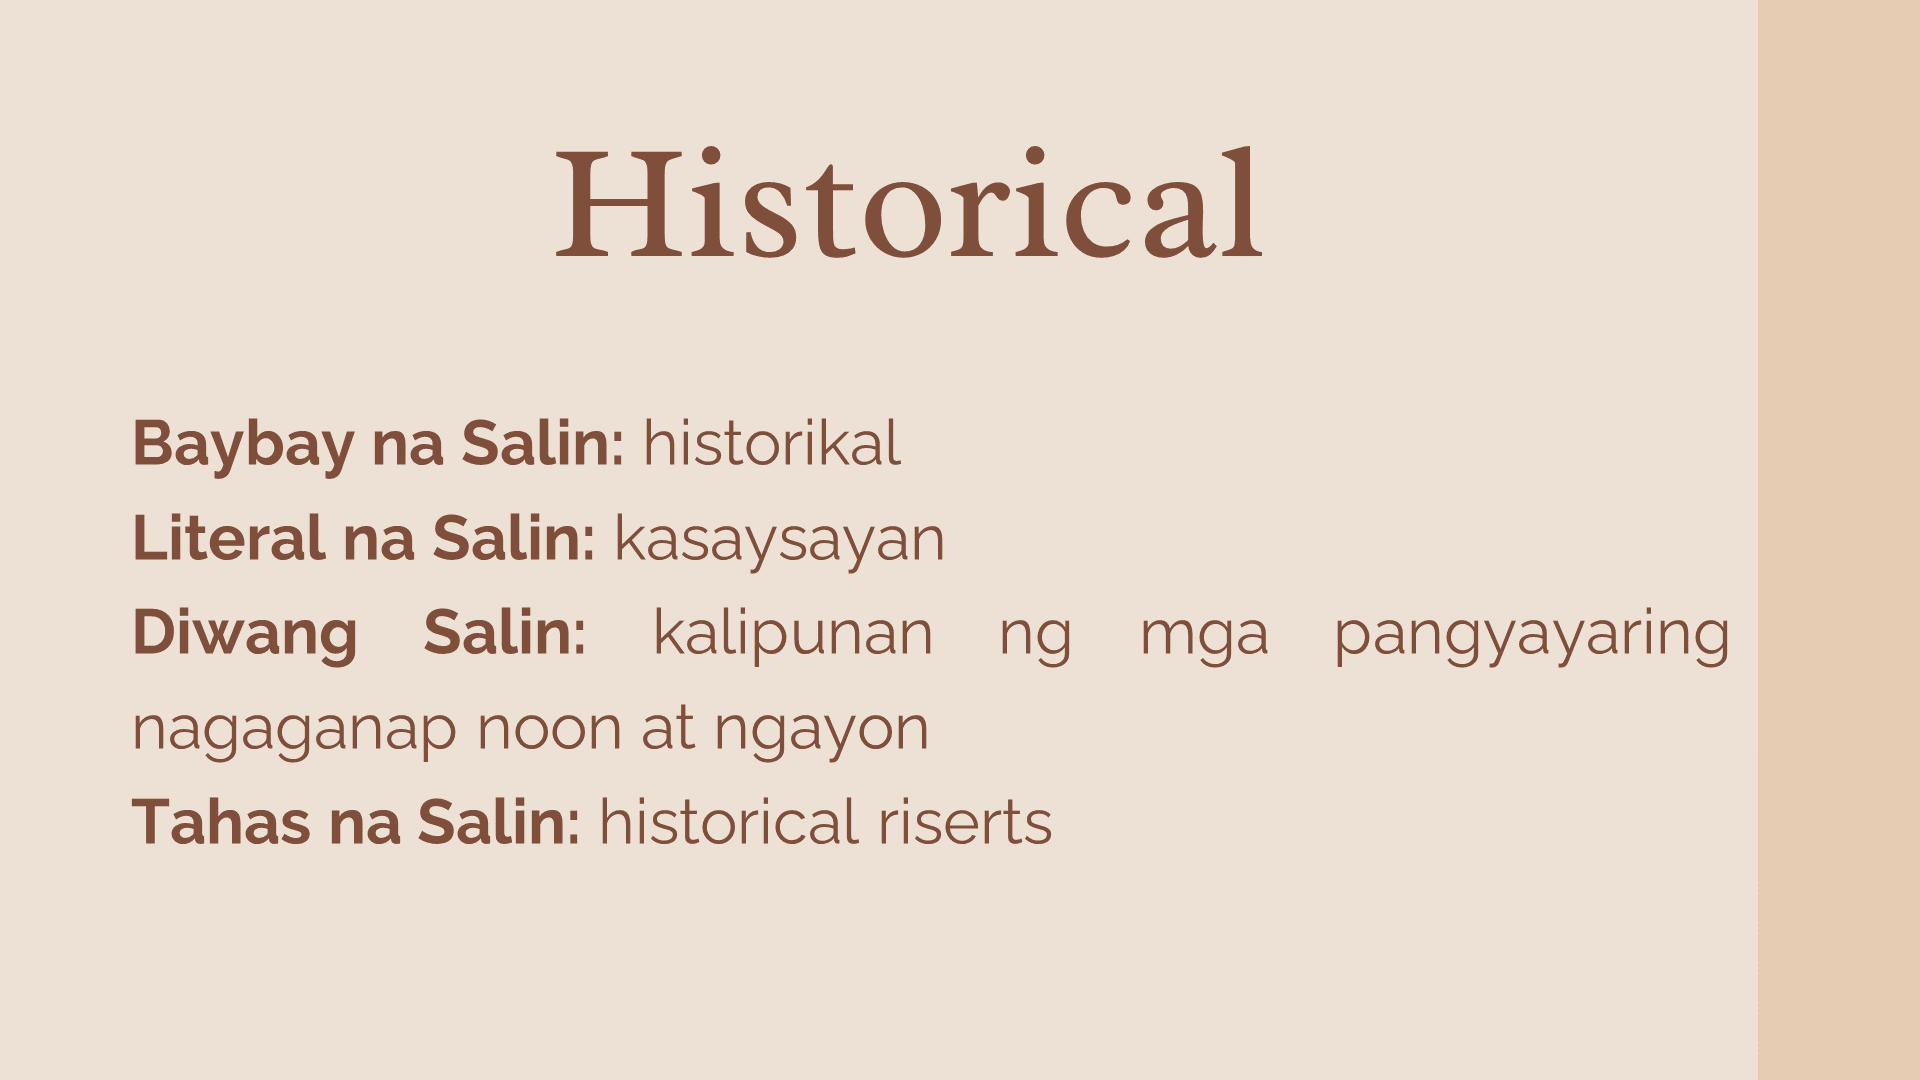 Historical
Baybay na Salin: historikal
Literal na Salin: kasaysayan
Diwang Salin: kalipunan ng mga pangyayaring
nagaganap noon at ngayon
Tahas na Salin: historical riserts